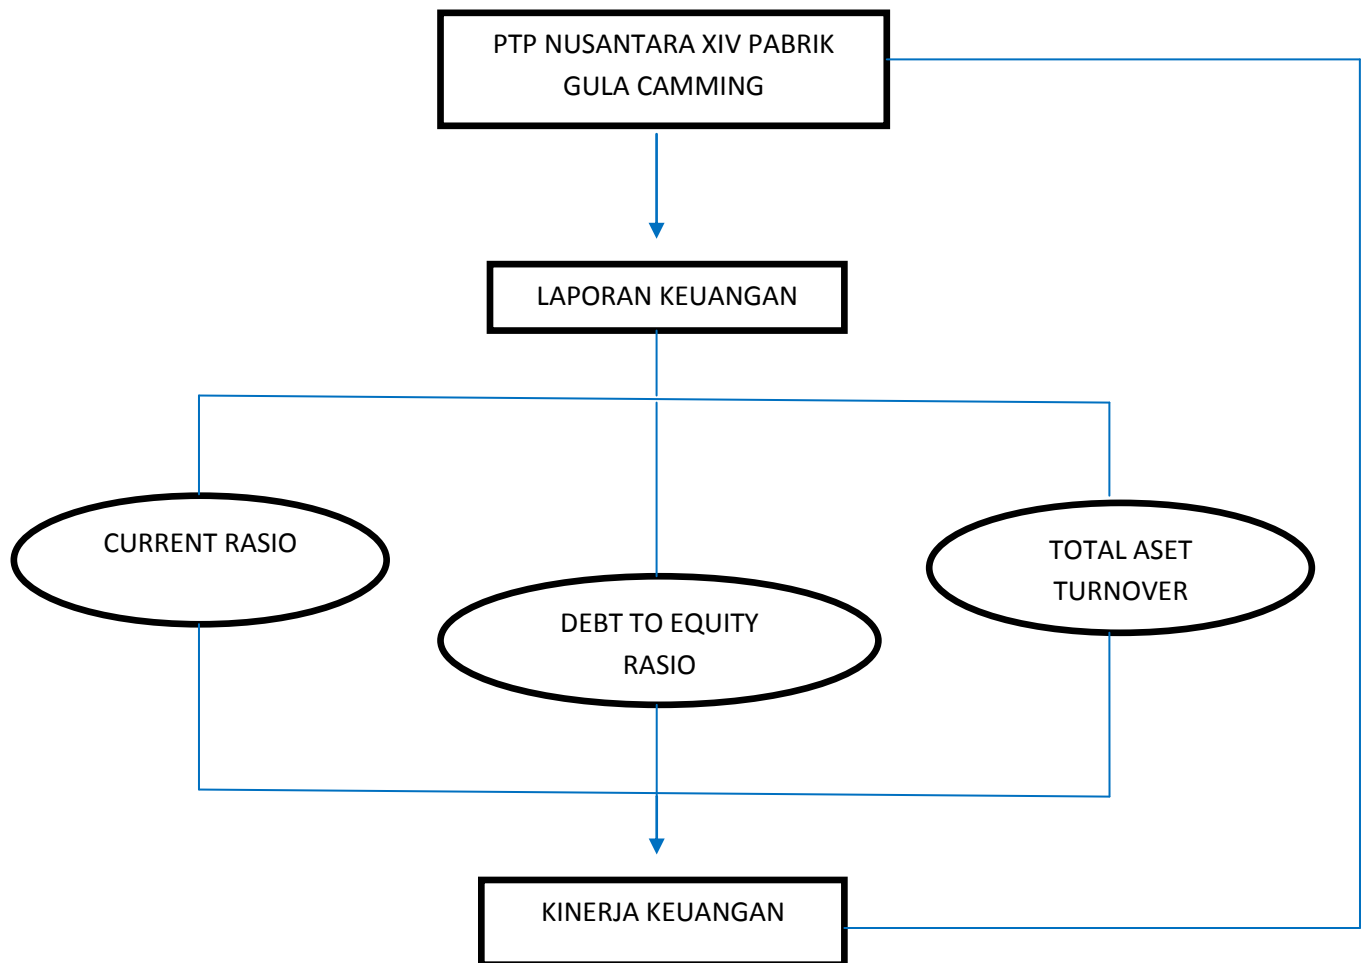 PTP NUSANTARA XIV PABRIK
GULA CAMMING
LAPORAN KEUANGAN
CURRENT RASIO
TOTAL ASET
TURNOVER
DEBT TO EQUITY
RASIO
KINERJA KEUANGAN